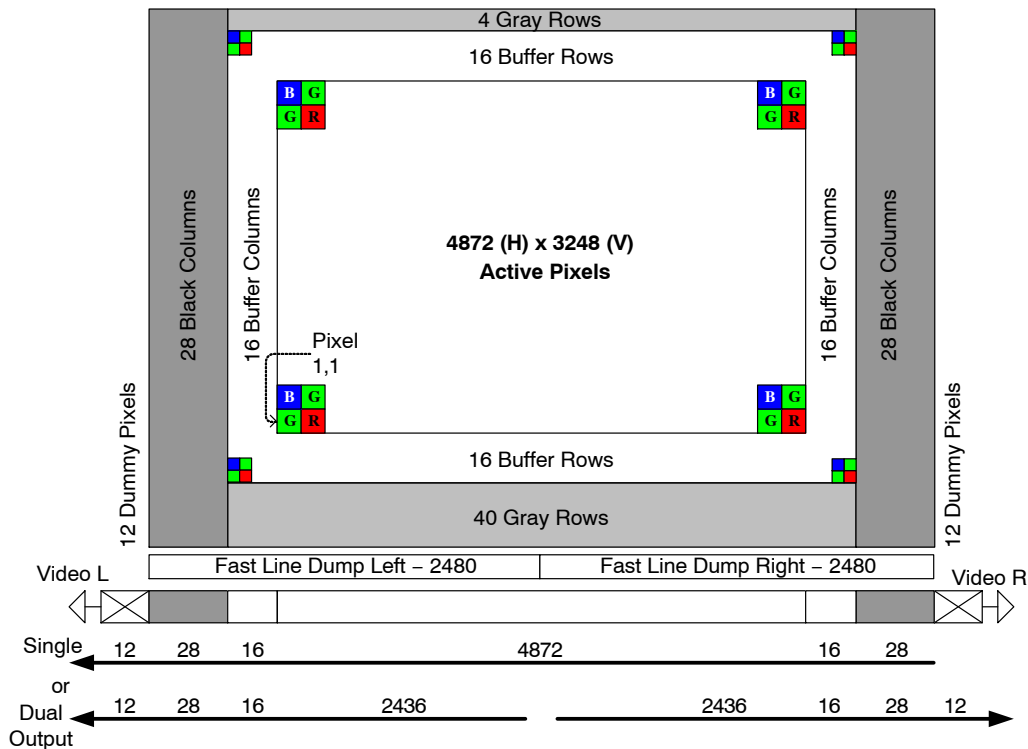 4 Gray Rows
16 Buffer Rows
B G
G R
B G
G R
28 Black Columns
16 Buffer Columns
4872 (H) x 3248 (V)
Active Pixels
16 Buffer Columns
28 Black Columns
Pixel
1,1
B G
G R
B G
G R
12 Dummy Pixels
16 Buffer Rows
12 Dummy Pixels
40 Gray Rows
Fast Line Dump Left – 2480
Fast Line Dump Right – 2480
Video L
Video R
Single
12 28 16 4872 16 28
or
Dual
Output
12 28 16 2436 2436 16 28 12